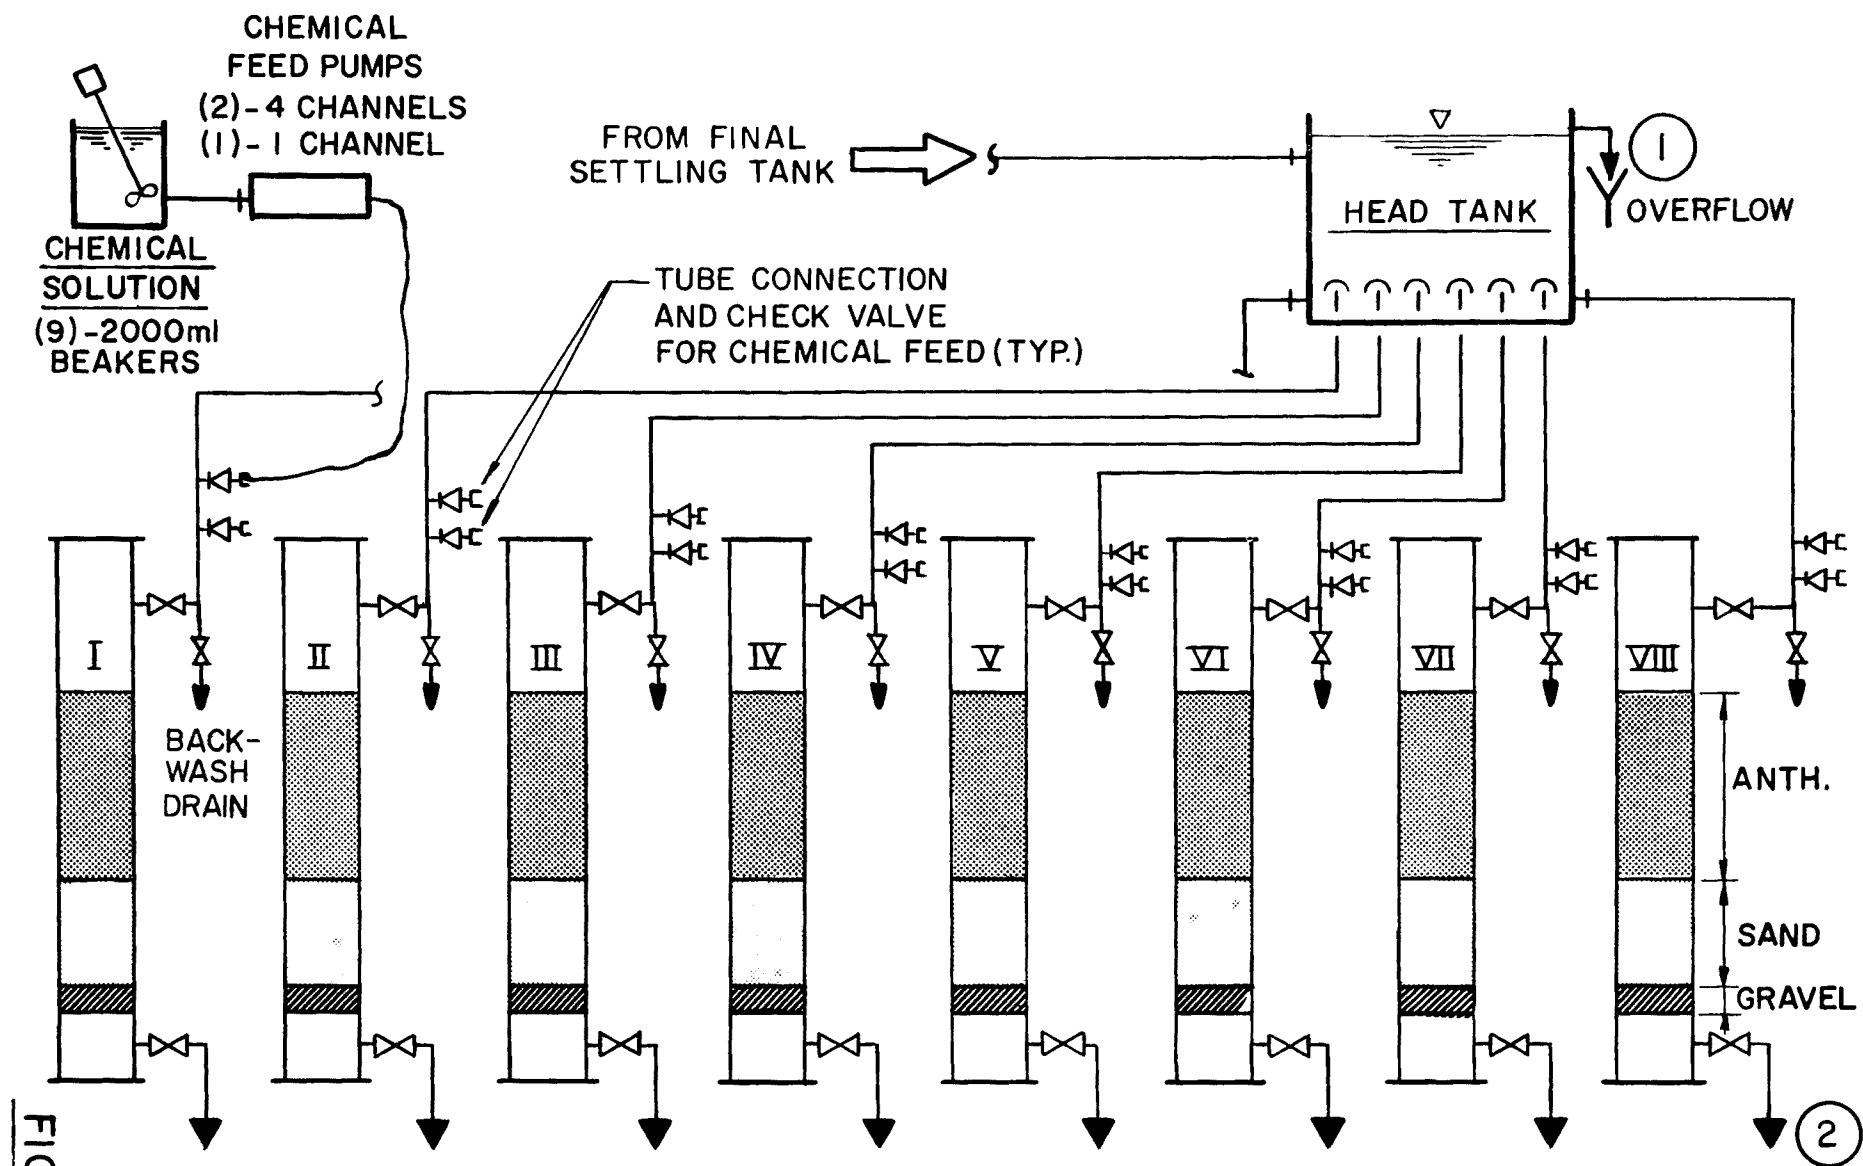 CHEMICAL
FEED PUMPS
(2)-4 CHANNELS
(1)-1 CHANNEL
CHEMICAL
SOLUTION
(9)-2000ml
BEAKERS
FROM FINAL
SETTLING TANK
HEAD TANK
1
OVERFLOW
TUBE CONNECTION
AND CHECK VALVE
FOR CHEMICAL FEED (TYP.)
I II III IV V VI VII VIII
BACK-
WASH
DRAIN
ANTH.
SAND
GRAVEL
2